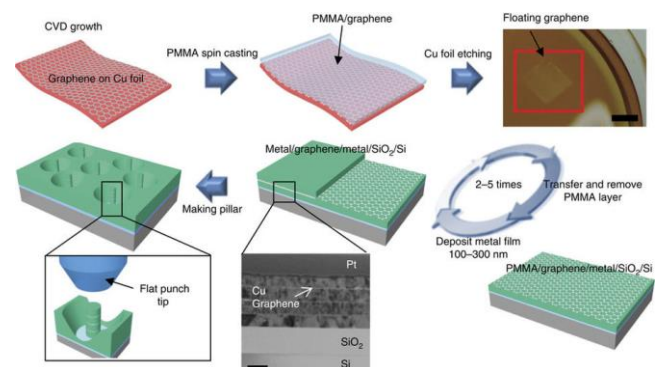 CVD growth
PMMA/graphene
Floating graphene
PMMA spin casting
Cu foil etching
Graphene on Cu foil
Metal/graphene/metal/SiO₂/Si
2–5 times
Transfer and remove
PMMA layer
Making pillar
Deposit metal film
100–300 nm
PMMA/graphene/metal/SiO₂/Si
Flat punch
tip
Pt
Cu
Graphene
SiO₂
Si